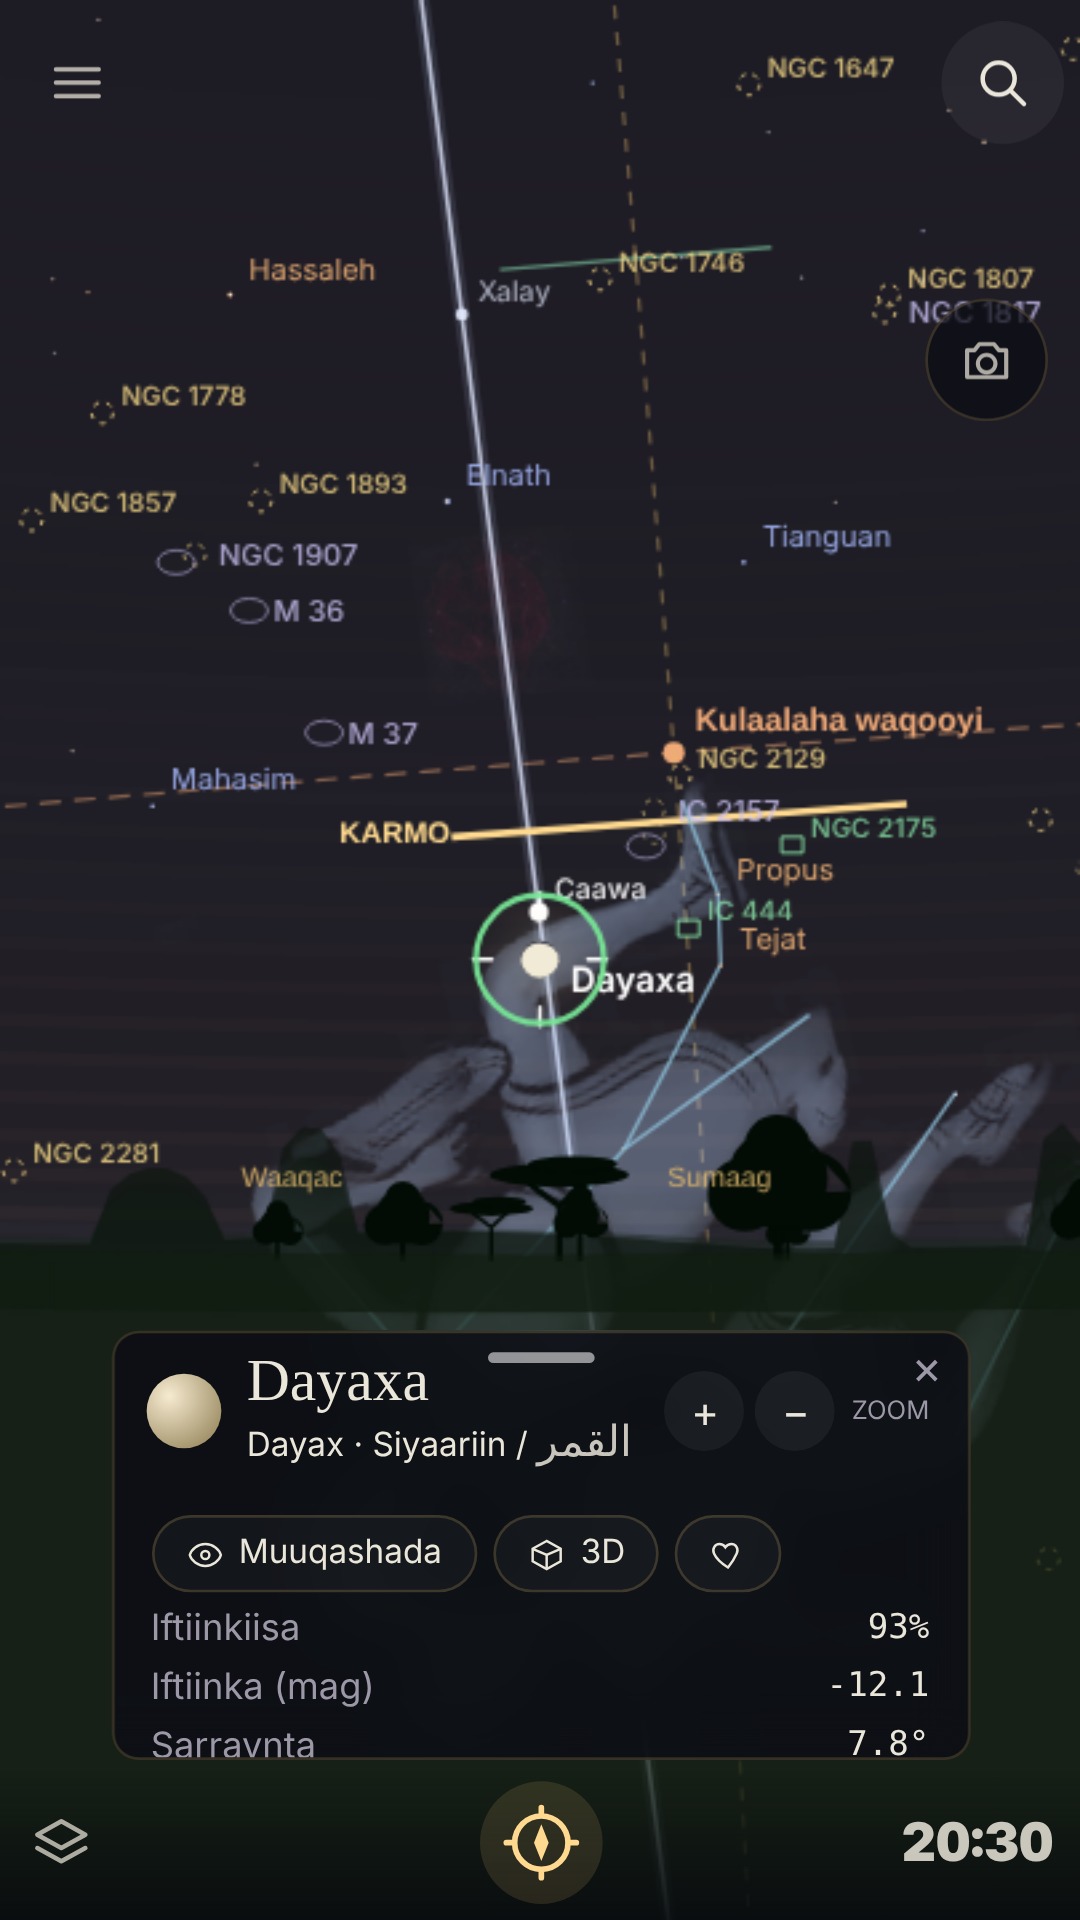 NGC 1647
Hassaleh
NGC 1746
Xalay
NGC 1807
NGC 1817
NGC 1778
Elnath
NGC 1893
NGC 1857
Tianguan
NGC 1907
M 36
Kulaalaha waqooyi
M 37
NGC 2129
Mahasim
IC 2157
KARMO
NGC 2175
Propus
Caawa
IC 444
Tejat
Dayaxa
NGC 2281
Waaqac
Sumaag
Dayaxa
Dayax · Siyaariin / القمر
+ − ZOOM
Muuqashada
3D
Iftiinkiisa 93%
Iftiinka (mag) -12.1
Sarraynta 7.8°
20:30